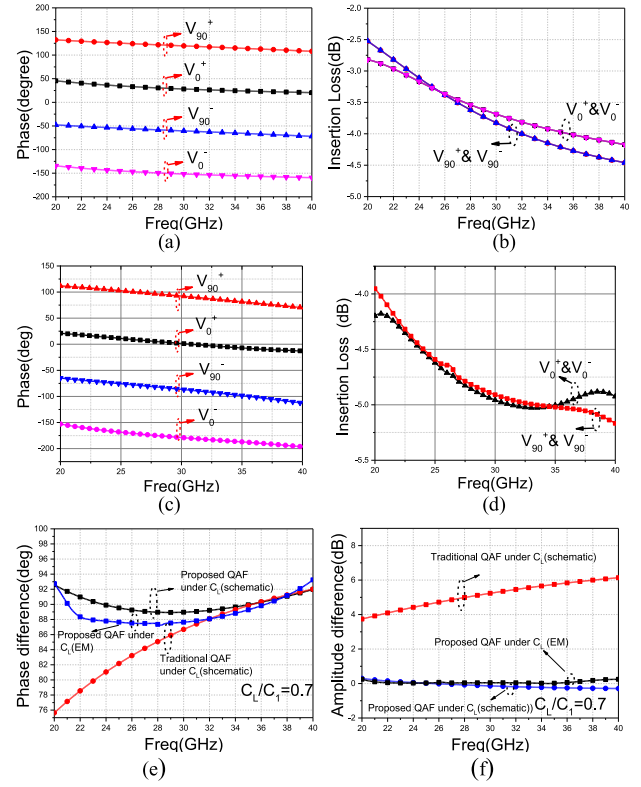 200
150
100
50
0
-50
-100
-150
-200
Phase(degree)
V90+
V0+
V90-
V0-
20 22 24 26 28 30 32 34 36 38 40
Freq(GHz)
(a)
-2.0
-2.5
-3.0
-3.5
-4.0
-4.5
-5.0
Insertion Loss(dB)
V0+&V0-
V90+& V90-
20 22 24 26 28 30 32 34 36 38 40
Freq(GHz)
(b)
150
100
50
0
-50
-100
-150
-200
Phase(deg)
V90+
V0+
V90-
V0-
20 25 30 35 40
Freq(GHz)
(c)
-4.0
-4.5
-5.0
-5.5
Insertion Loss (dB)
V0+&V0-
V90+& V90-
20 25 30 35 40
Freq(GHz)
(d)
100
98
96
94
92
90
88
86
84
82
80
78
76
Phase difference(deg)
Proposed QAF
under CL(schematic)
Proposed QAF under
CL(EM)
Traditional QAF
under CL(shcematic)
CL/C1=0.7
20 22 24 26 28 30 32 34 36 38 40
Freq(GHz)
(e)
8
6
4
2
0
-2
Amplitude difference(dB)
Traditional QAF under CL(schematic)
Proposed QAF under CL(EM)
Proposed QAF under CL(schematic))
CL/C1=0.7
20 22 24 26 28 30 32 34 36 38 40
Freq(GHz)
(f)